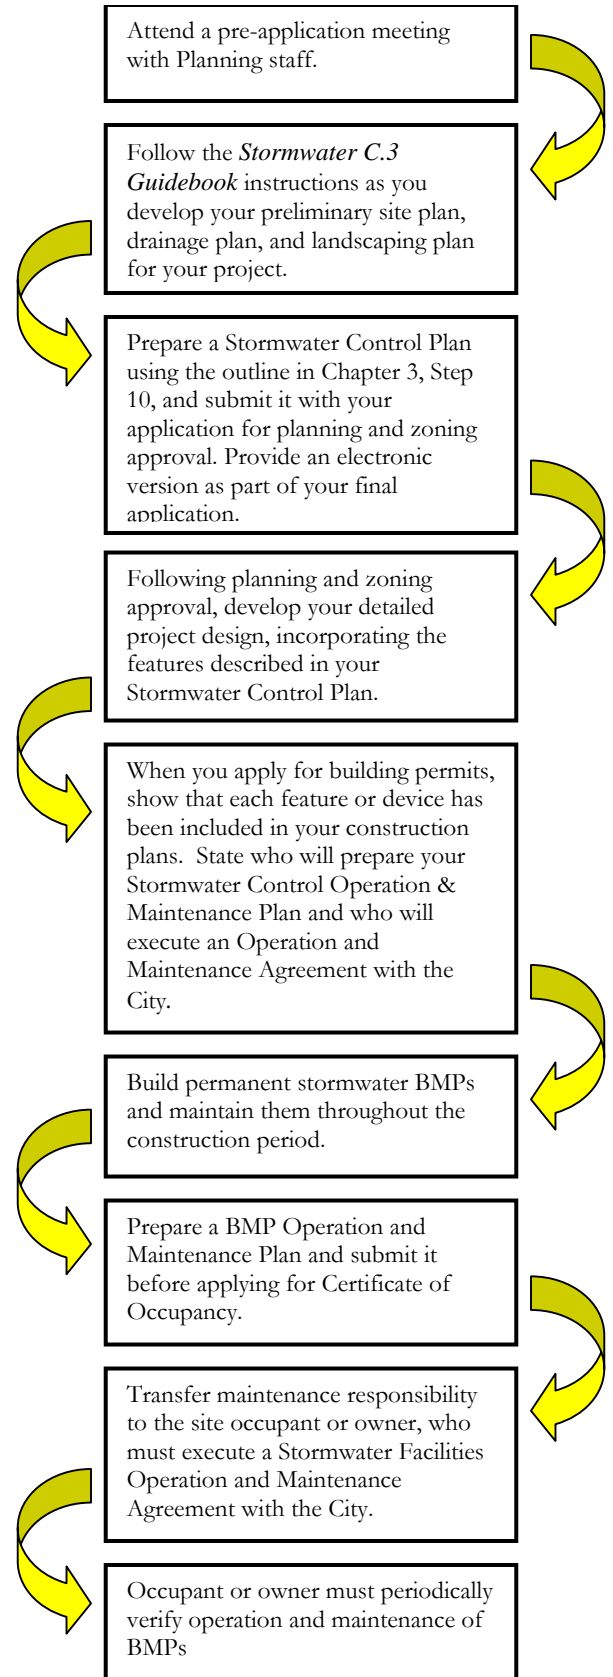 Attend a pre-application meeting
with Planning staff.
Follow the Stormwater C.3
Guidebook instructions as you
develop your preliminary site plan,
drainage plan, and landscaping plan
for your project.
Prepare a Stormwater Control Plan
using the outline in Chapter 3, Step
10, and submit it with your
application for planning and zoning
approval. Provide an electronic
version as part of your final
application.
Following planning and zoning
approval, develop your detailed
project design, incorporating the
features described in your
Stormwater Control Plan.
When you apply for building permits,
show that each feature or device has
been included in your construction
plans.  State who will prepare your
Stormwater Control Operation &
Maintenance Plan and who will
execute an Operation and
Maintenance Agreement with the
City.
Build permanent stormwater BMPs
and maintain them throughout the
construction period.
Prepare a BMP Operation and
Maintenance Plan and submit it
before applying for Certificate of
Occupancy.
Transfer maintenance responsibility
to the site occupant or owner, who
must execute a Stormwater Facilities
Operation and Maintenance
Agreement with the City.
Occupant or owner must periodically
verify operation and maintenance of
BMPs